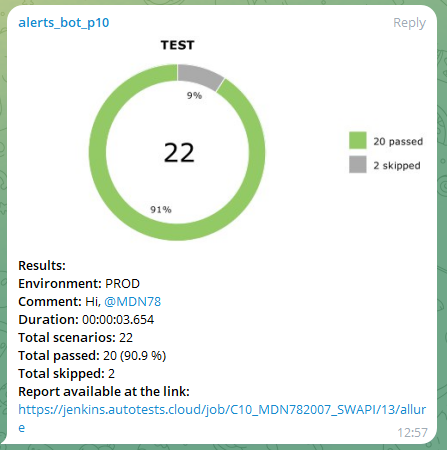 alerts_bot_p10
Reply
TEST
9%
22
20 passed
2 skipped
91%
Results:
Environment: PROD
Comment: Hi, @MDN78
Duration: 00:00:03.654
Total scenarios: 22
Total passed: 20 (90.9 %)
Total skipped: 2
Report available at the link:
https://jenkins.autotests.cloud/job/C10_MDN782007_SWAPI/13/allur
e
12:57